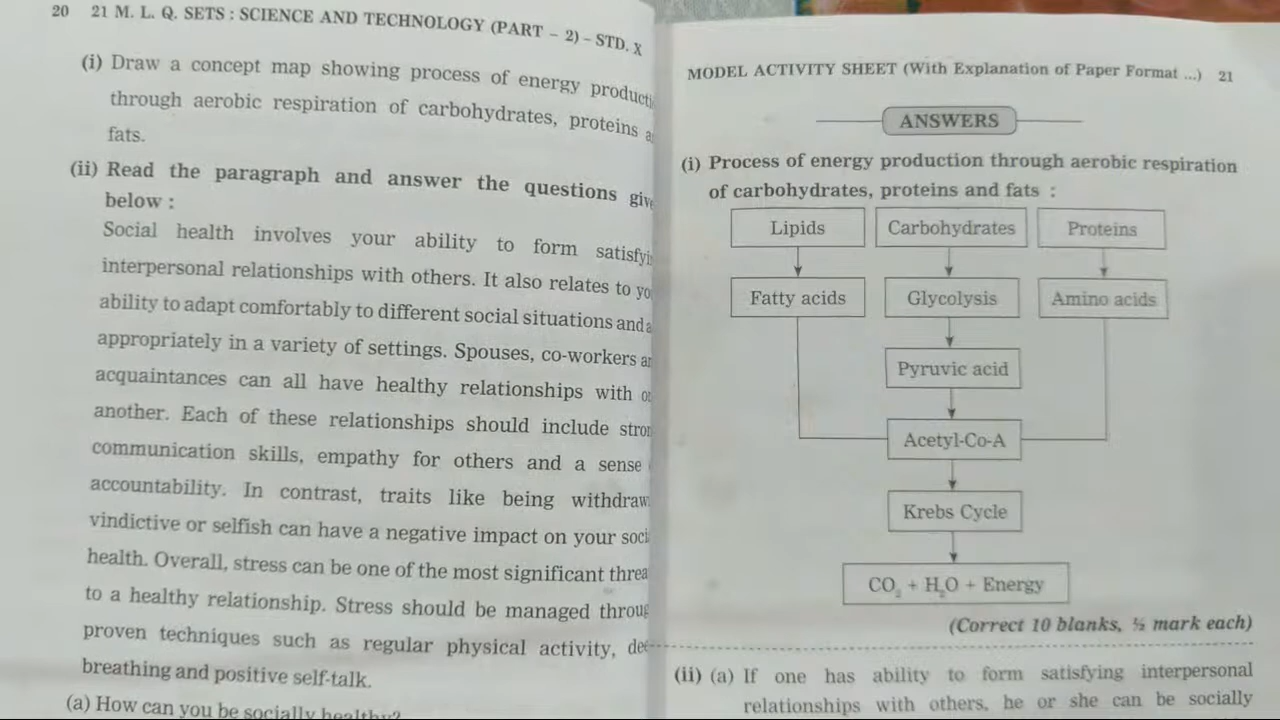 20 21 M. L. Q. SETS : SCIENCE AND TECHNOLOGY (PART – 2) – STD. X
(i) Draw a concept map showing process of energy producti
through aerobic respiration of carbohydrates, proteins a
fats.
(ii) Read the paragraph and answer the questions give
below :
Social health involves your ability to form satisfyi
interpersonal relationships with others. It also relates to yo
ability to adapt comfortably to different social situations and a
appropriately in a variety of settings. Spouses, co-workers a
acquaintances can all have healthy relationships with o
another. Each of these relationships should include stron
communication skills, empathy for others and a sense
accountability. In contrast, traits like being withdraw
vindictive or selfish can have a negative impact on your soci
health. Overall, stress can be one of the most significant threa
to a healthy relationship. Stress should be managed throug
proven techniques such as regular physical activity, dee
breathing and positive self-talk.
(a) How can you be socially healthy?
MODEL ACTIVITY SHEET (With Explanation of Paper Format ...) 21
ANSWERS
(i) Process of energy production through aerobic respiration
of carbohydrates, proteins and fats :
Lipids Carbohydrates Proteins
Fatty acids Glycolysis Amino acids
Pyruvic acid
Acetyl-Co-A
Krebs Cycle
CO₂ + H₂O + Energy
(Correct 10 blanks, ½ mark each)
(ii) (a) If one has ability to form satisfying interpersonal
relationships with others, he or she can be socially